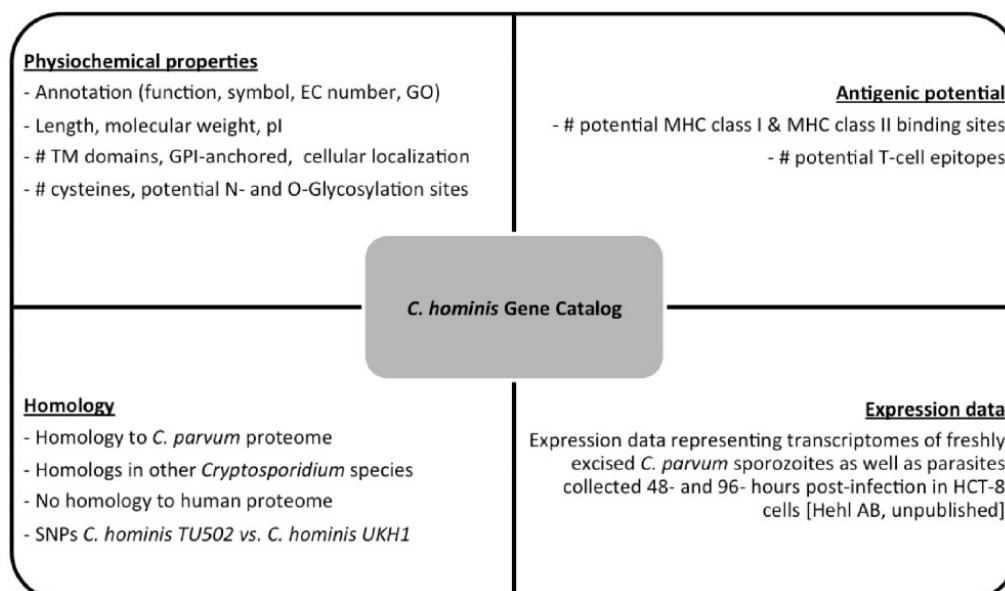 Physiochemical properties
- Annotation (function, symbol, EC number, GO)
- Length, molecular weight, pI
- # TM domains, GPI-anchored, cellular localization
- # cysteines, potential N- and O-Glycosylation sites
Antigenic potential
- # potential MHC class I & MHC class II binding sites
- # potential T-cell epitopes
C. hominis Gene Catalog
Homology
- Homology to C. parvum proteome
- Homologs in other Cryptosporidium species
- No homology to human proteome
- SNPs C. hominis TU502 vs. C. hominis UKH1
Expression data
Expression data representing transcriptomes of freshly
excised C. parvum sporozoites as well as parasites
collected 48- and 96- hours post-infection in HCT-8
cells [Hehl AB, unpublished]